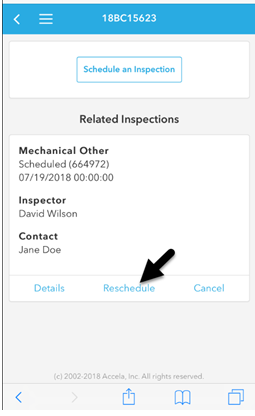 18BC15623
Schedule an Inspection
Related Inspections
Mechanical Other
Scheduled (664972)
07/19/2018 00:00:00
Inspector
David Wilson
Contact
Jane Doe
Details Reschedule Cancel
(c) 2002-2018 Accela, Inc. All rights reserved.